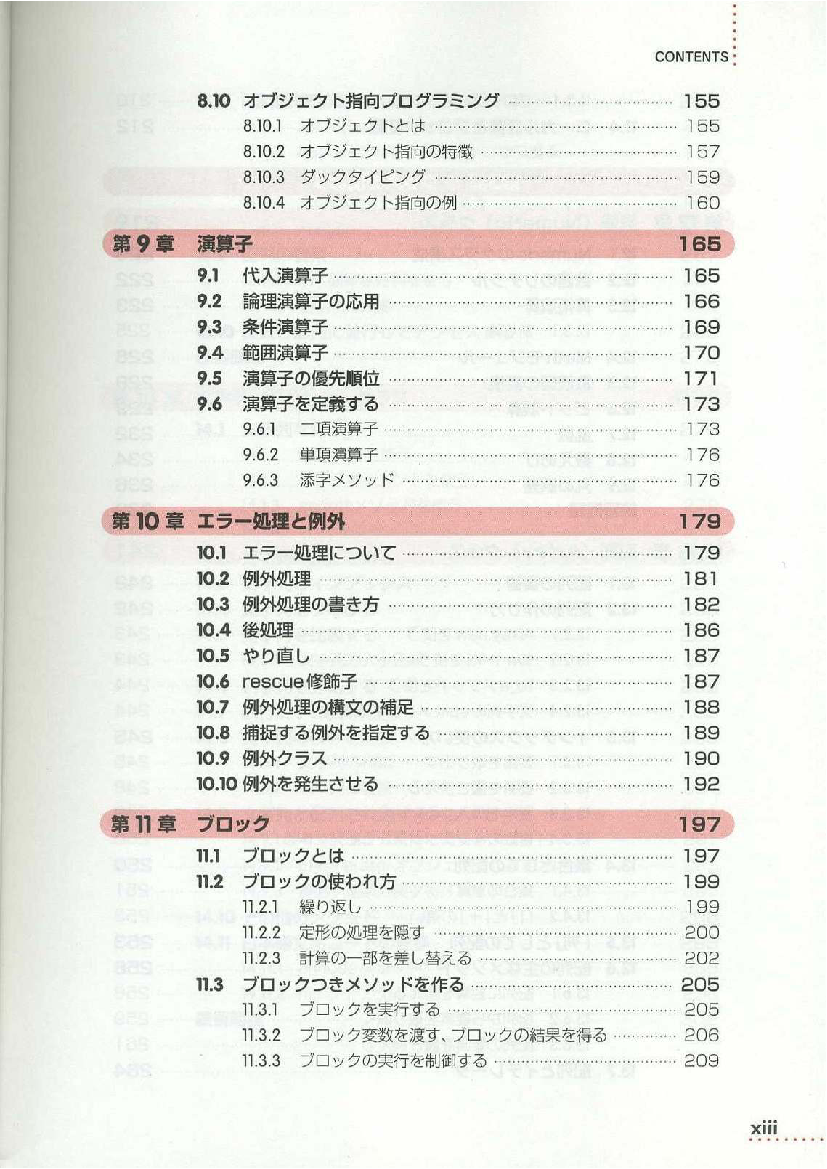 CONTENTS
8.10 オブジェクト指向プログラミング 155
8.10.1 オブジェクトとは 155
8.10.2 オブジェクト指向の特徴 157
8.10.3 ダックタイピング 159
8.10.4 オブジェクト指向の例 160
第9章 演算子 165
9.1 代入演算子 165
9.2 論理演算子の応用 166
9.3 条件演算子 169
9.4 範囲演算子 170
9.5 演算子の優先順位 171
9.6 演算子を定義する 173
9.6.1 二項演算子 173
9.6.2 単項演算子 176
9.6.3 添字メソッド 176
第10章 エラー処理と例外 179
10.1 エラー処理について 179
10.2 例外処理 181
10.3 例外処理の書き方 182
10.4 後処理 186
10.5 やり直し 187
10.6 rescue修飾子 187
10.7 例外処理の構文の補足 188
10.8 捕捉する例外を指定する 189
10.9 例外クラス 190
10.10 例外を発生させる 192
第11章 ブロック 197
11.1 ブロックとは 197
11.2 ブロックの使われ方 199
11.2.1 繰り返し 199
11.2.2 定形の処理を隠す 200
11.2.3 計算の一部を差し替える 202
11.3 ブロックつきメソッドを作る 205
11.3.1 ブロックを実行する 205
11.3.2 ブロック変数を渡す、ブロックの結果を得る 206
11.3.3 ブロックの実行を制御する 209
xiii